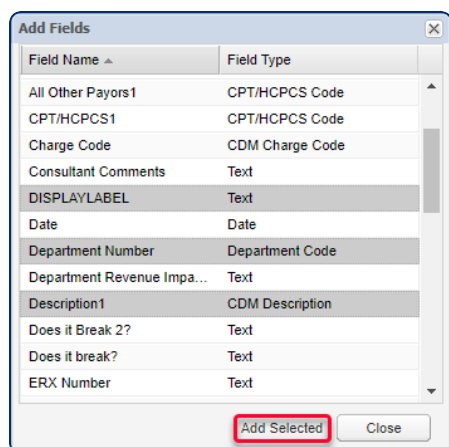 Add Fields
Field Name Field Type
All Other Payors1 CPT/HCPCS Code
CPT/HCPCS1 CPT/HCPCS Code
Charge Code CDM Charge Code
Consultant Comments Text
DISPLAYLABEL Text
Date Date
Department Number Department Code
Department Revenue Impa... Text
Description1 CDM Description
Does it Break 2? Text
Does it break? Text
ERX Number Text
Add Selected Close